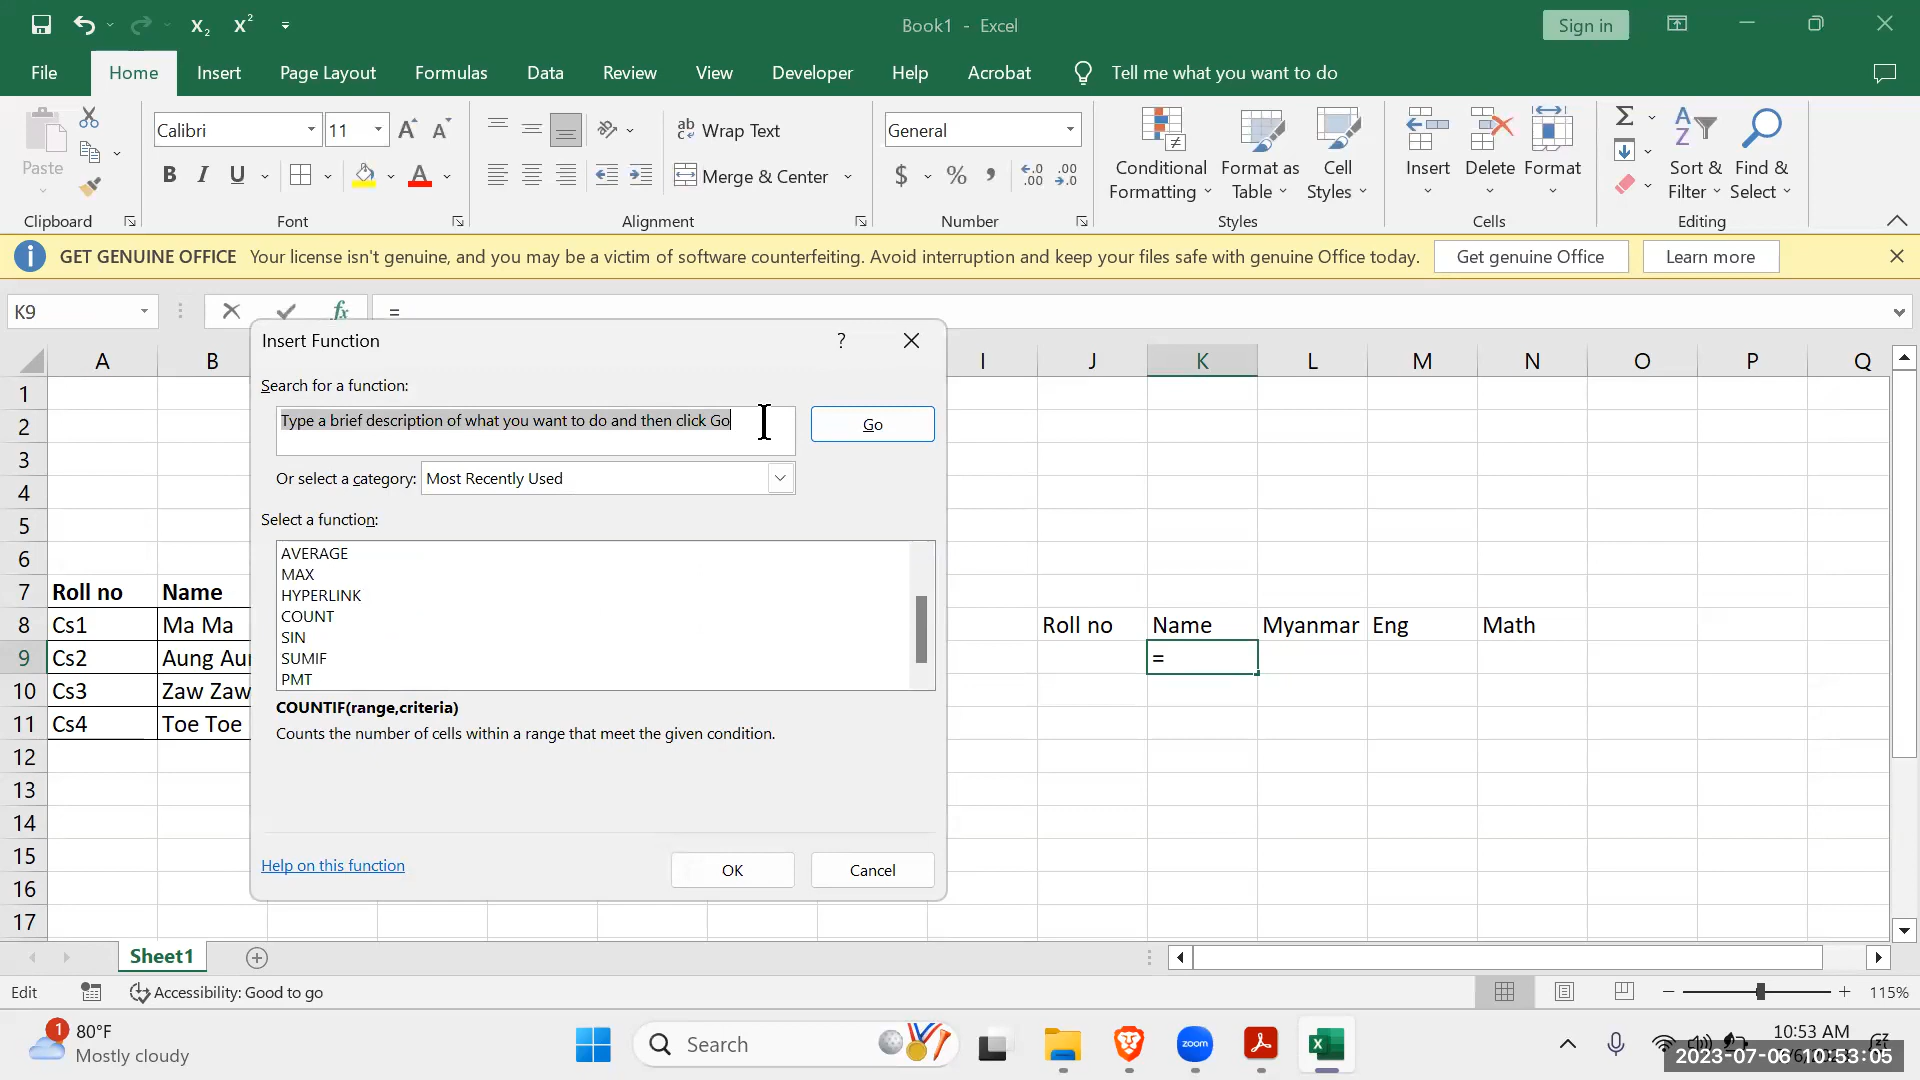 Book1 - Excel
Sign in
File Home Insert Page Layout Formulas Data Review View Developer Help Acrobat Tell me what you want to do
Paste
Clipboard
Calibri 11
B I U
Font
Wrap Text
Merge & Center
Alignment
General
$ % ,
Number
Conditional Formatting
Format as Table
Cell Styles
Styles
Insert Delete Format
Cells
Sort & Filter
Find & Select
Editing
GET GENUINE OFFICE Your license isn't genuine, and you may be a victim of software counterfeiting. Avoid interruption and keep your files safe with genuine Office today. Get genuine Office Learn more
K9 fx =
A B I J K L M N O P Q
Insert Function ?
Search for a function:
Type a brief description of what you want to do and then click Go
Go
Or select a category: Most Recently Used
Select a function:
AVERAGE
MAX
HYPERLINK
COUNT
SIN
SUMIF
PMT
COUNTIF(range,criteria)
Counts the number of cells within a range that meet the given condition.
Help on this function
OK Cancel
1
2
3
4
5
6
7 Roll no Name
8 Cs1 Ma Ma Roll no Name Myanmar Eng Math
9 Cs2 Aung Aun =
10 Cs3 Zaw Zaw
11 Cs4 Toe Toe
12
13
14
15
16
17
Sheet1
Edit Accessibility: Good to go 115%
1 80°F
Mostly cloudy
Search
zoom
10:53 AM
2023-07-06 10:53:05